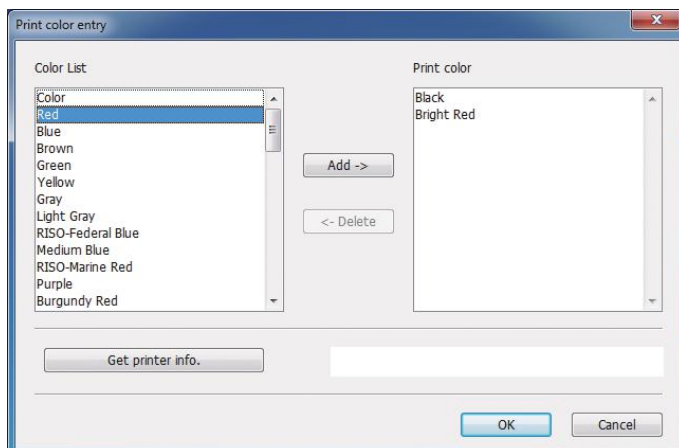 Print color entry
Color List
Print color
Color
Red
Blue
Brown
Green
Yellow
Gray
Light Gray
RISO-Federal Blue
Medium Blue
RISO-Marine Red
Purple
Burgundy Red
Add ->
<- Delete
Black
Bright Red
Get printer info.
OK
Cancel